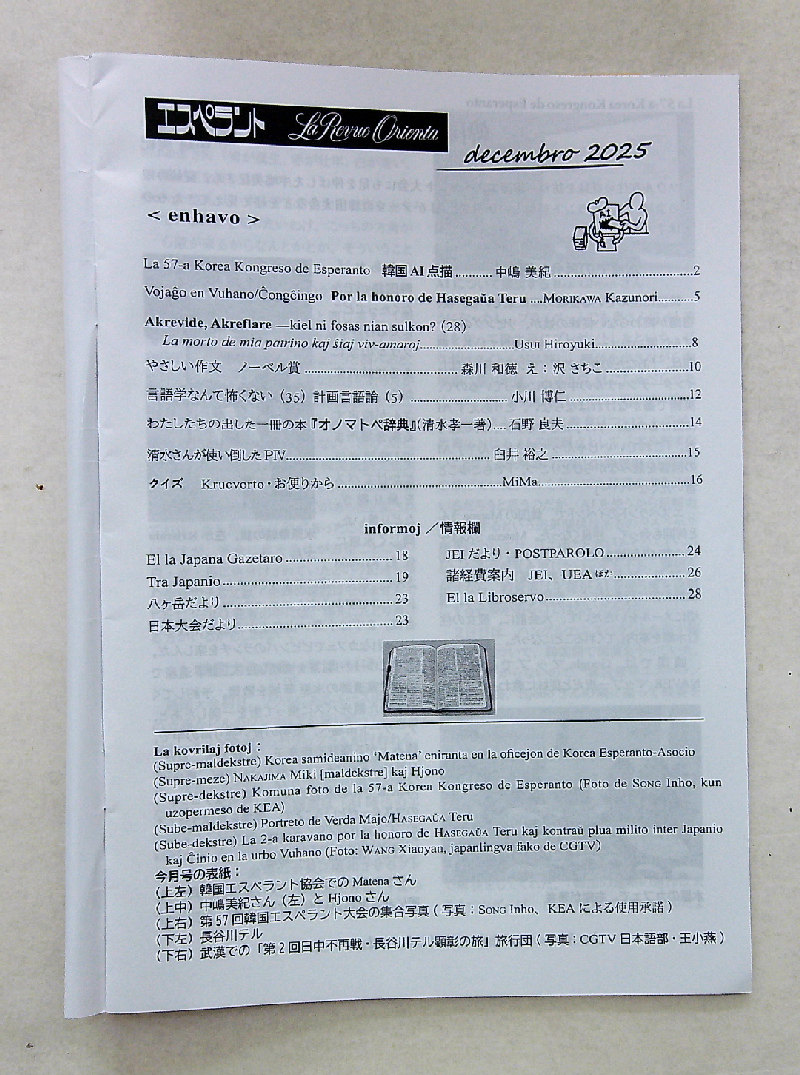 エスペラント La Revuo Orienta
decembro 2025
< enhavo >
La 57-a Korea Kongreso de Esperanto 韓国AI点描..........中嶋 美紀....................2
Vojaĝo en Vuhano/Ĉongĉingo Por la honoro de Hasegaŭa Teru ....MORIKAWA Kazunori..........5
Akrevide, Akreflare —kiel ni fosas nian sulkon? (28)
La morto de mia patrino kaj ŝiaj viv-amaroj....................Usui Hiroyuki....................8
やさしい作文 ノーベル賞....................森川 和徳 え：沢 さちこ....................10
言語学なんて怖くない（35）計画言語論（5）....................小川 博仁....................12
わたしたちの出した一冊の本『オノマトペ辞典』(清水孝一著)....石野 良夫....................14
清水さんが使い倒したPIV....................臼井 裕之....................15
クイズ Krucvorto・お便りから....................MiMa....................16
informoj ／情報欄
El la Japana Gazetaro....................18
Tra Japanio....................19
八ヶ岳だより....................23
日本大会だより....................23
JEIだより・POSTPAROLO....................24
諸経費案内 JEI、UEAほか....................26
El la Libroservo....................28
La kovrilaj fotoj :
(Supre-maldekstre) Korea samideanino ‘Matena’ enirunta en la oficejon de Korea Esperanto-Asocio
(Supre-meze) NAKAJIMA Miki [maldekstre] kaj Hjono
(Supre-dekstre) Komuna foto de la 57-a Korea Kongreso de Esperanto (Foto de SONG Inho, kun
uzopermeso de KEA)
(Sube-maldekstre) Portreto de Verda Majo/HASEGAŬA Teru
(Sube-dekstre) La 2-a karavano por la honoro de HASEGAŬA Teru kaj kontraŭ plua milito inter Japanio
kaj Ĉinio en la urbo Vuhano (Foto: WANG Xiaoyan, japanlingva fako de CGTV)
今月号の表紙：
（上左）韓国エスペラント協会での Matena さん
（上中）中嶋美紀さん（左）と Hjono さん
（上右）第57回韓国エスペラント大会の集合写真 ( 写真：SONG Inho、KEA による使用承諾 )
（下左）長谷川テル
（下右）武漢での「第2回日中不再戦・長谷川テル顕彰の旅」旅行団 ( 写真：CGTV 日本語部・王小燕 )